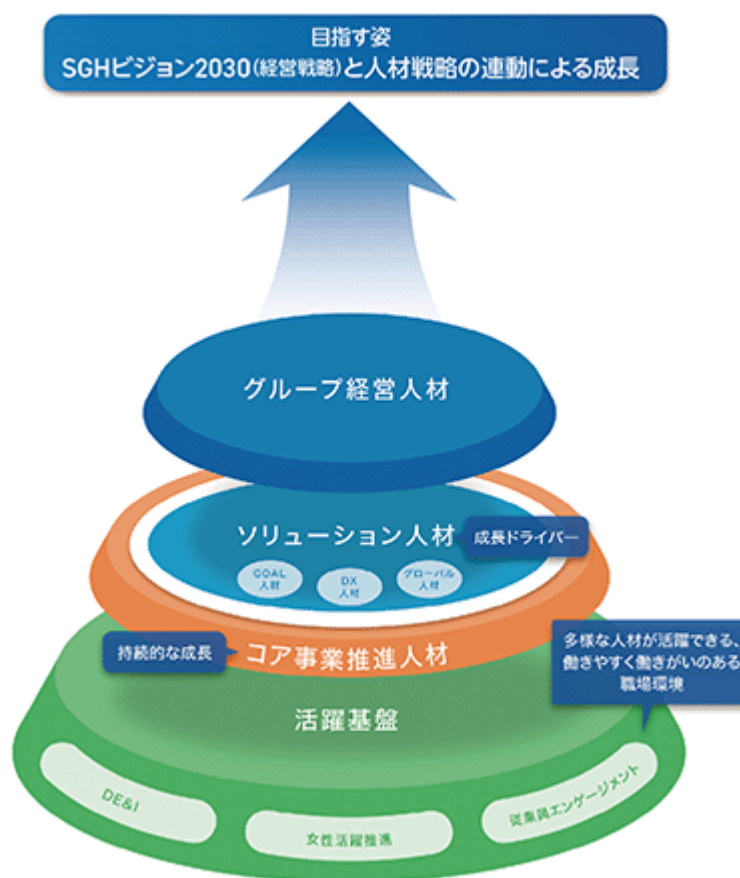 目指す姿
SGHビジョン2030(経営戦略)と人材戦略の連動による成長
グループ経営人材
ソリューション人材
成長ドライバー
GOAL
人材
DX
人材
グローバル
人材
持続的な成長
コア事業推進人材
多様な人材が活躍できる、
働きやすく働きがいのある
職場環境
活躍基盤
DE&I
女性活躍推進
従業員エンゲージメント